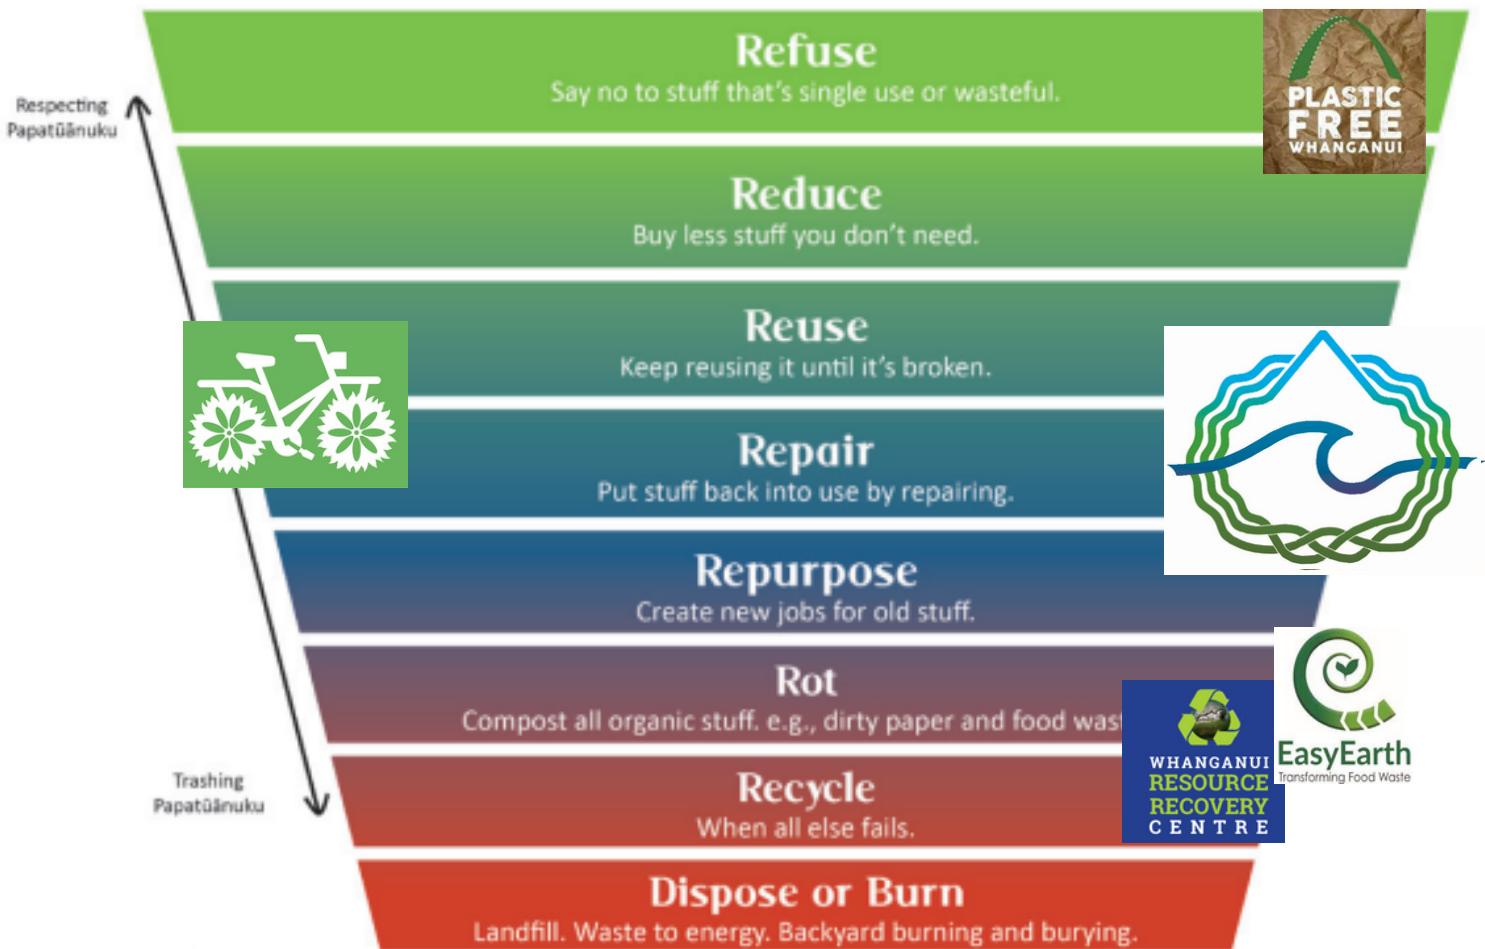 Refuse
Say no to stuff that's single use or wasteful.
PLASTIC
FREE
WHANGANUI
Respecting
Papatūānuku
Reduce
Buy less stuff you don't need.
Reuse
Keep reusing it until it's broken.
Repair
Put stuff back into use by repairing.
Repurpose
Create new jobs for old stuff.
Rot
Compost all organic stuff. e.g., dirty paper and food was
EasyEarth
Transforming Food Waste
WHANGANUI
RESOURCE
RECOVERY
CENTRE
Trashing
Papatūānuku
Recycle
When all else fails.
Dispose or Burn
Landfill. Waste to energy. Backyard burning and burying.